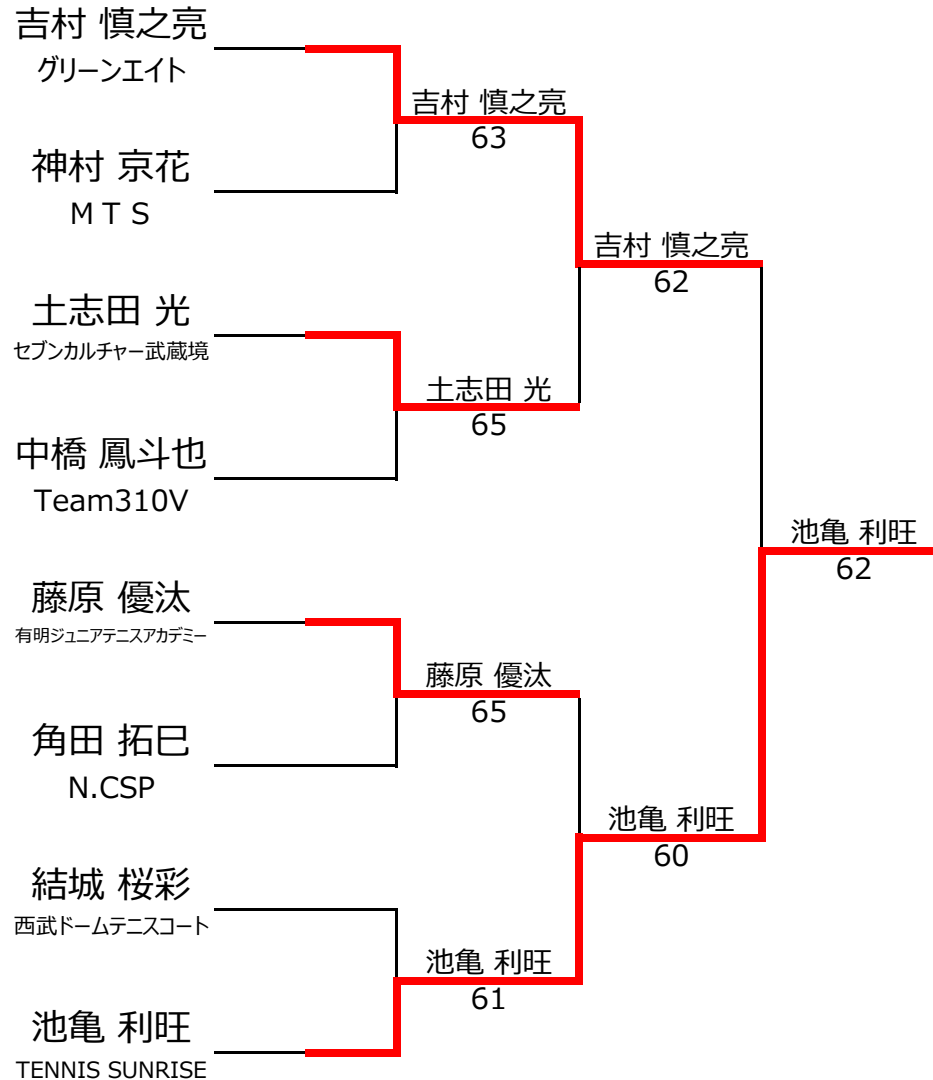 吉村 慎之亮
グリーンエイト
吉村 慎之亮
63
神村 京花
M T S
吉村 慎之亮
62
土志田 光
セブンカルチャー武蔵境
土志田 光
65
中橋 鳳斗也
Team310V
池亀 利旺
62
藤原 優汰
有明ジュニアテニスアカデミー
藤原 優汰
65
角田 拓巳
N.CSP
池亀 利旺
60
結城 桜彩
西武ドームテニスコート
池亀 利旺
61
池亀 利旺
TENNIS SUNRISE